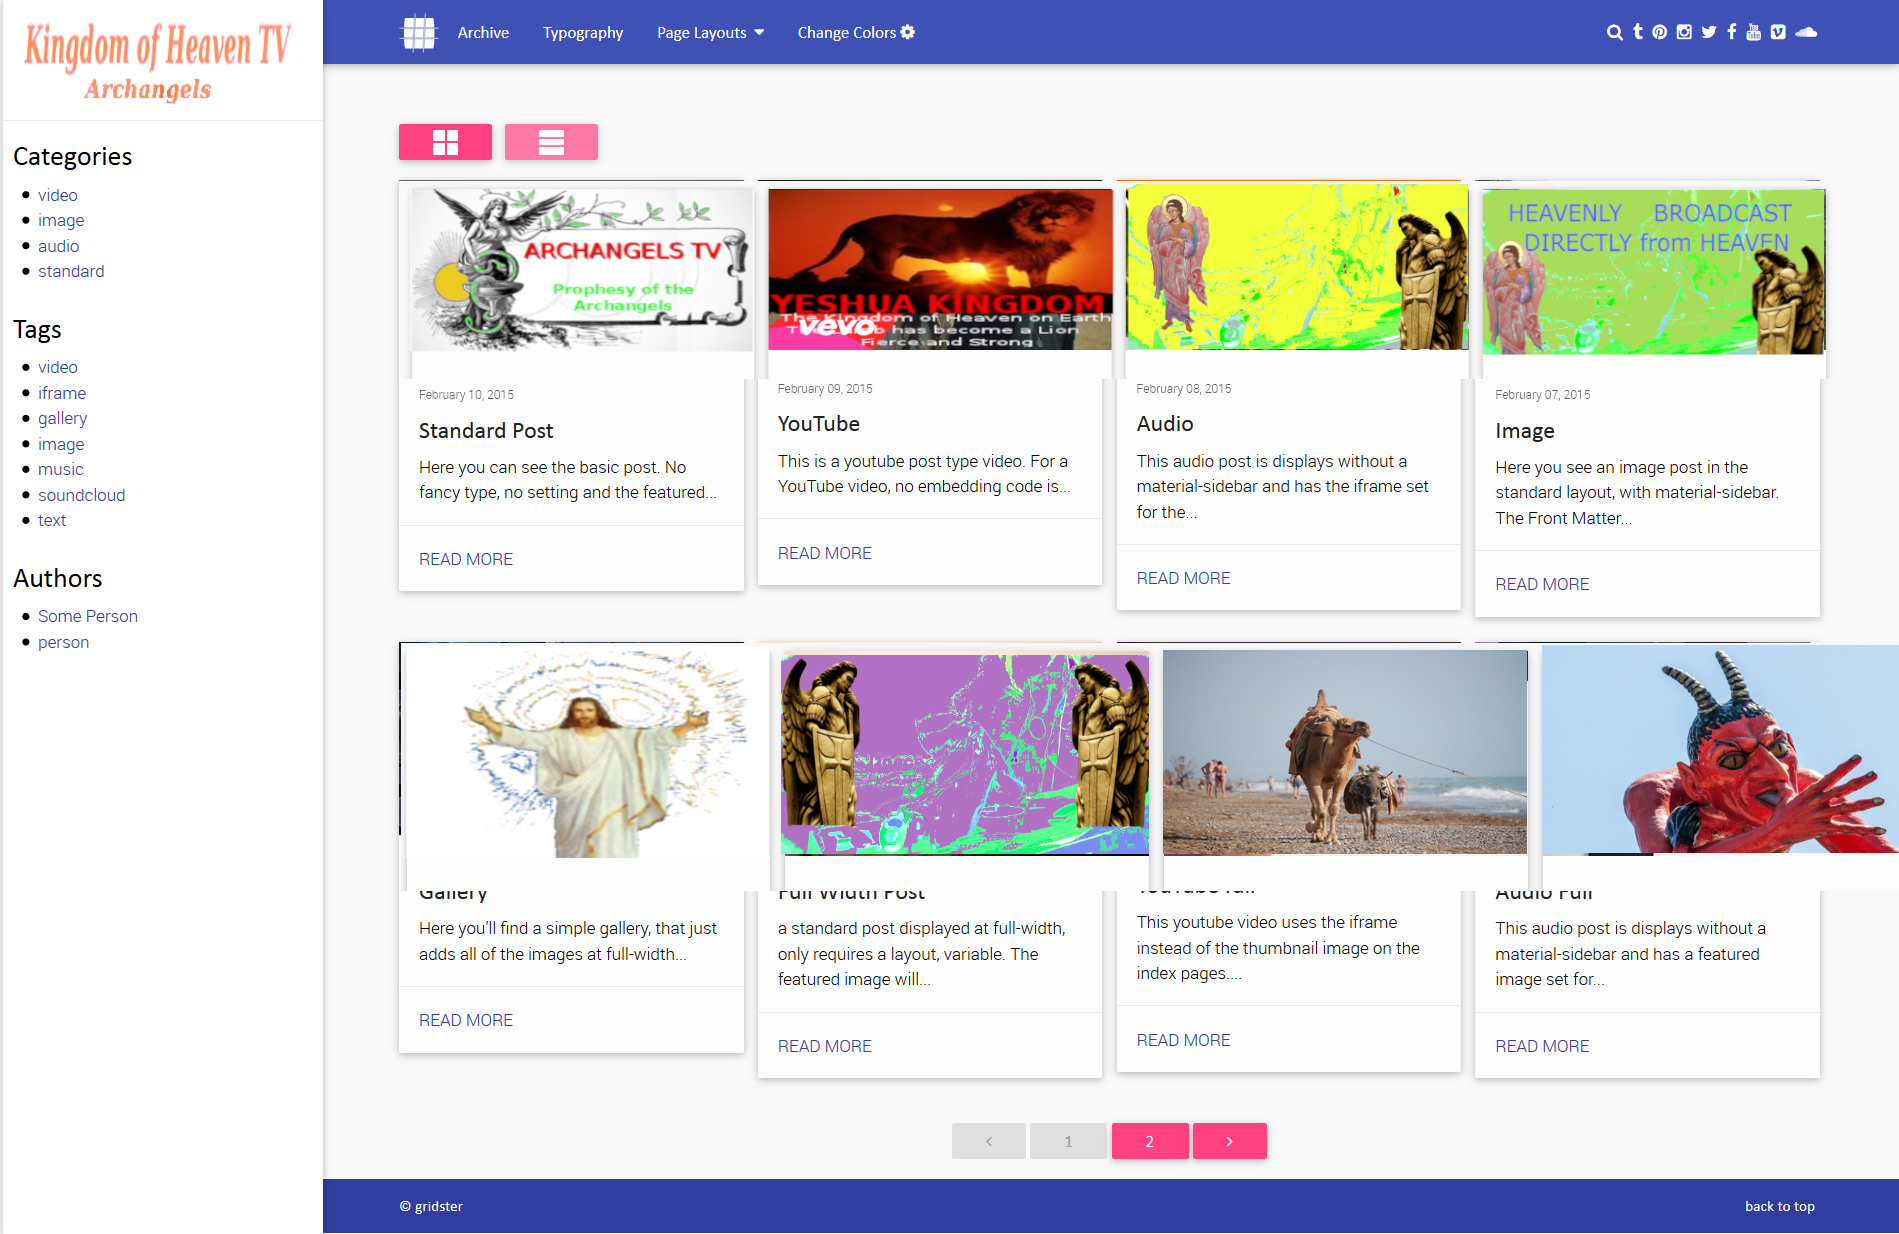 Kingdom of Heaven TV
Archangels
Archive
Typography
Page Layouts
Change Colors
Categories
video
image
audio
standard
Tags
video
iframe
gallery
image
music
soundcloud
text
Authors
Some Person
person
ARCHANGELS TV
Prophesy of the
Archangels
February 10, 2015
Standard Post
Here you can see the basic post. No
fancy type, no setting and the featured...
READ MORE
YESHUA KINGDOM
The Kingdom of Heaven on Earth
vevo has become a Lion
Fierce and Strong
February 09, 2015
YouTube
This is a youtube post type video. For a
YouTube video, no embedding code is...
READ MORE
February 08, 2015
Audio
This audio post is displays without a
material-sidebar and has the iframe set
for the...
READ MORE
HEAVENLY BROADCAST
DIRECTLY from HEAVEN
February 07, 2015
Image
Here you see an image post in the
standard layout, with material-sidebar.
The Front Matter...
READ MORE
Gallery
Here you'll find a simple gallery, that just
adds all of the images at full-width...
READ MORE
Full Width Post
a standard post displayed at full-width,
only requires a layout, variable. The
featured image will...
READ MORE
This youtube video uses the iframe
instead of the thumbnail image on the
index pages....
READ MORE
Audio Full
This audio post is displays without a
material-sidebar and has a featured
image set for...
READ MORE
< 1 2 >
© gridster
back to top